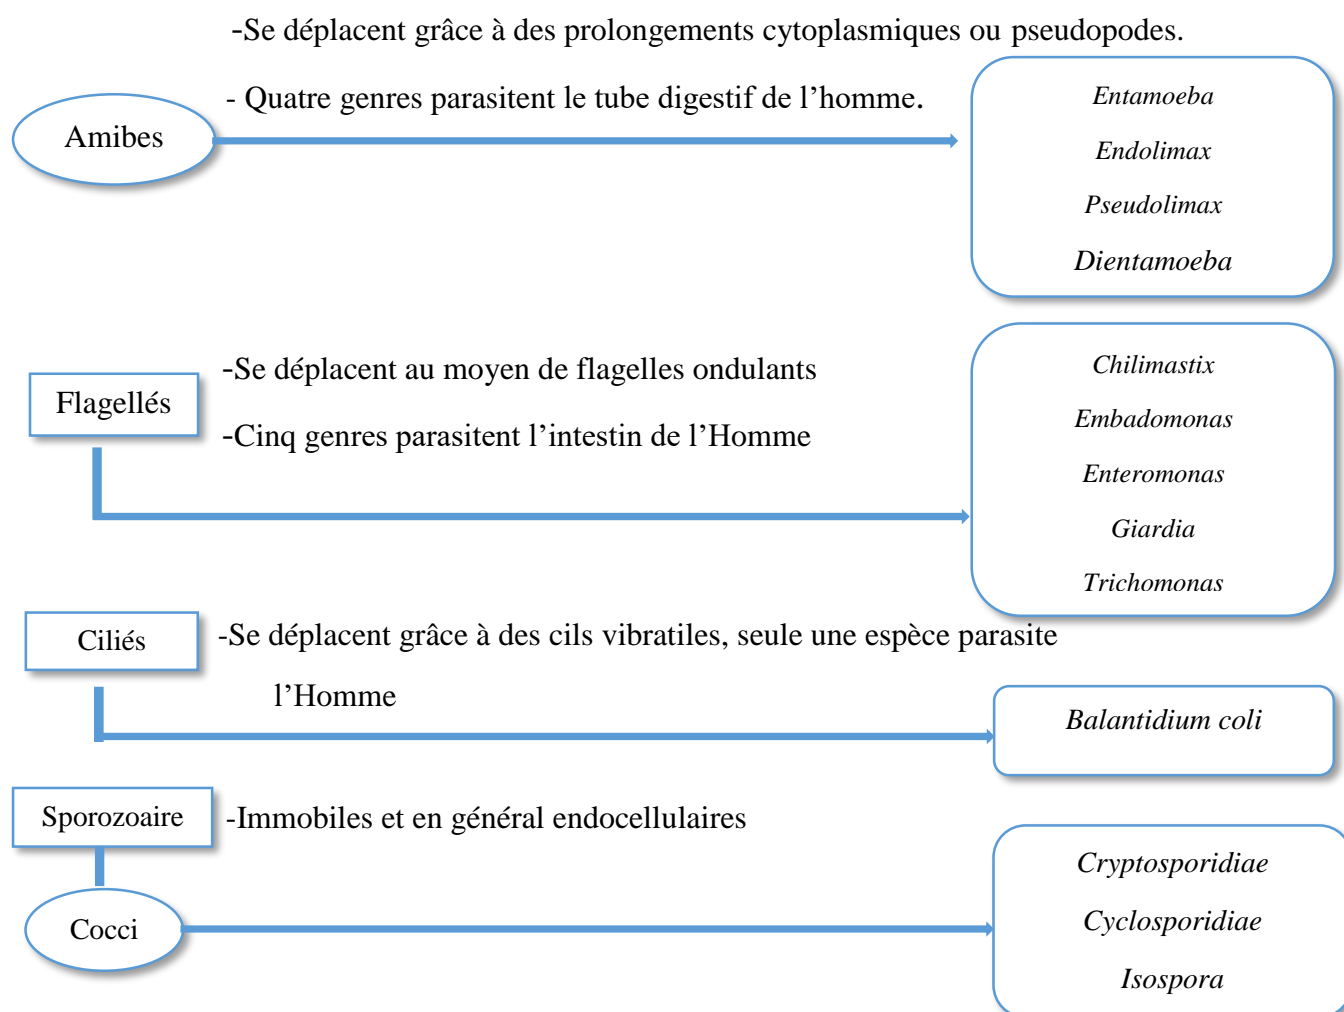 -Se déplacent grâce à des prolongements cytoplasmiques ou pseudopodes.
- Quatre genres parasitent le tube digestif de l’homme.
Amibes
Entamoeba
Endolimax
Pseudolimax
Dientamoeba
-Se déplacent au moyen de flagelles ondulants
Flagellés
-Cinq genres parasitent l’intestin de l’Homme
Chilimastix
Embadomonas
Enteromonas
Giardia
Trichomonas
Ciliés
-Se déplacent grâce à des cils vibratiles, seule une espèce parasite
l’Homme
Balantidium coli
Sporozoaire
-Immobiles et en général endocellulaires
Cocci
Cryptosporidiae
Cyclosporidiae
Isospora